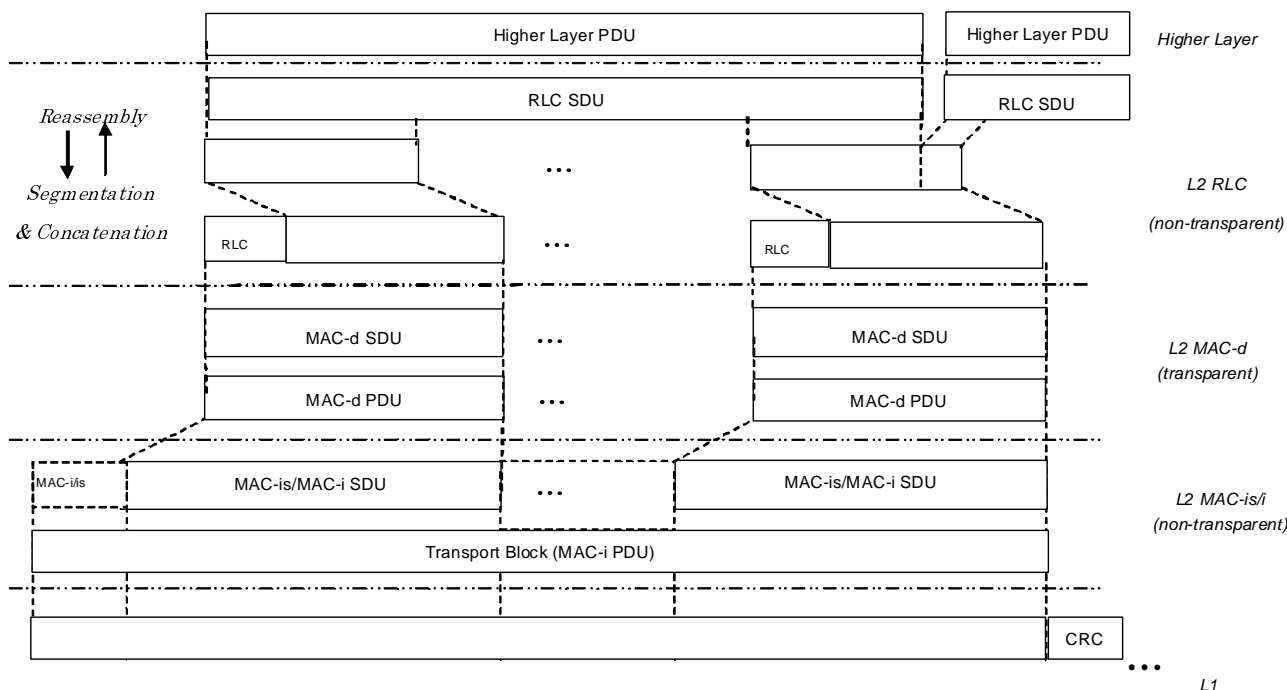 Higher Layer PDU
Higher Layer PDU
Higher Layer
RLC SDU
RLC SDU
Reassembly
Segmentation
& Concatenation
...
L2 RLC
(non-transparent)
RLC
...
RLC
MAC-d SDU
...
MAC-d SDU
L2 MAC-d
(transparent)
MAC-d PDU
...
MAC-d PDU
MAC-i/is
MAC-is/MAC-i SDU
...
MAC-is/MAC-i SDU
L2 MAC-is/i
(non-transparent)
Transport Block (MAC-i PDU)
CRC
...
L1